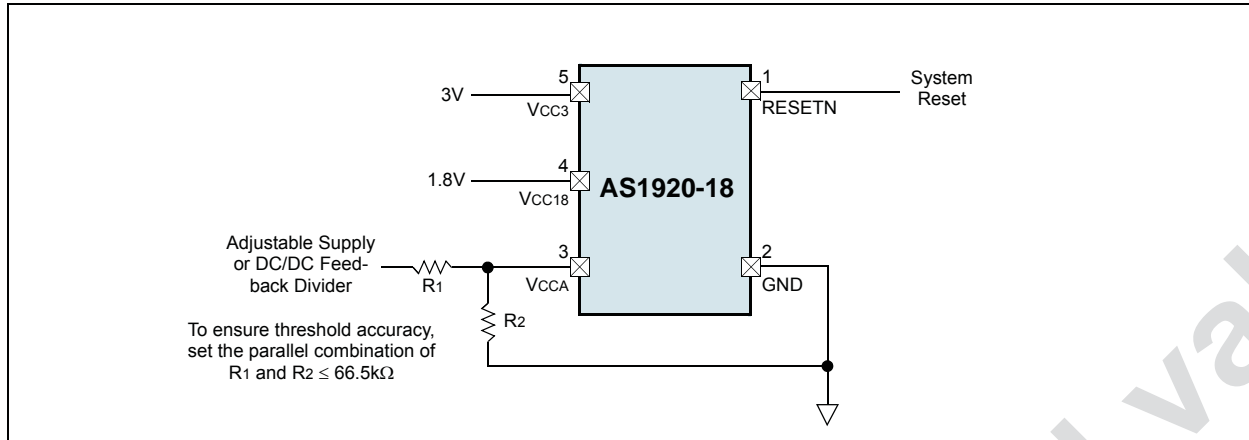 5
1
System
Reset
3V
VCC3
RESETN
4
1.8V
VCC18
AS1920-18
Adjustable Supply
or DC/DC Feed-
back Divider
R1
3
VCCA
2
GND
R2
To ensure threshold accuracy,
set the parallel combination of
R1 and R2 ≤ 66.5kΩ